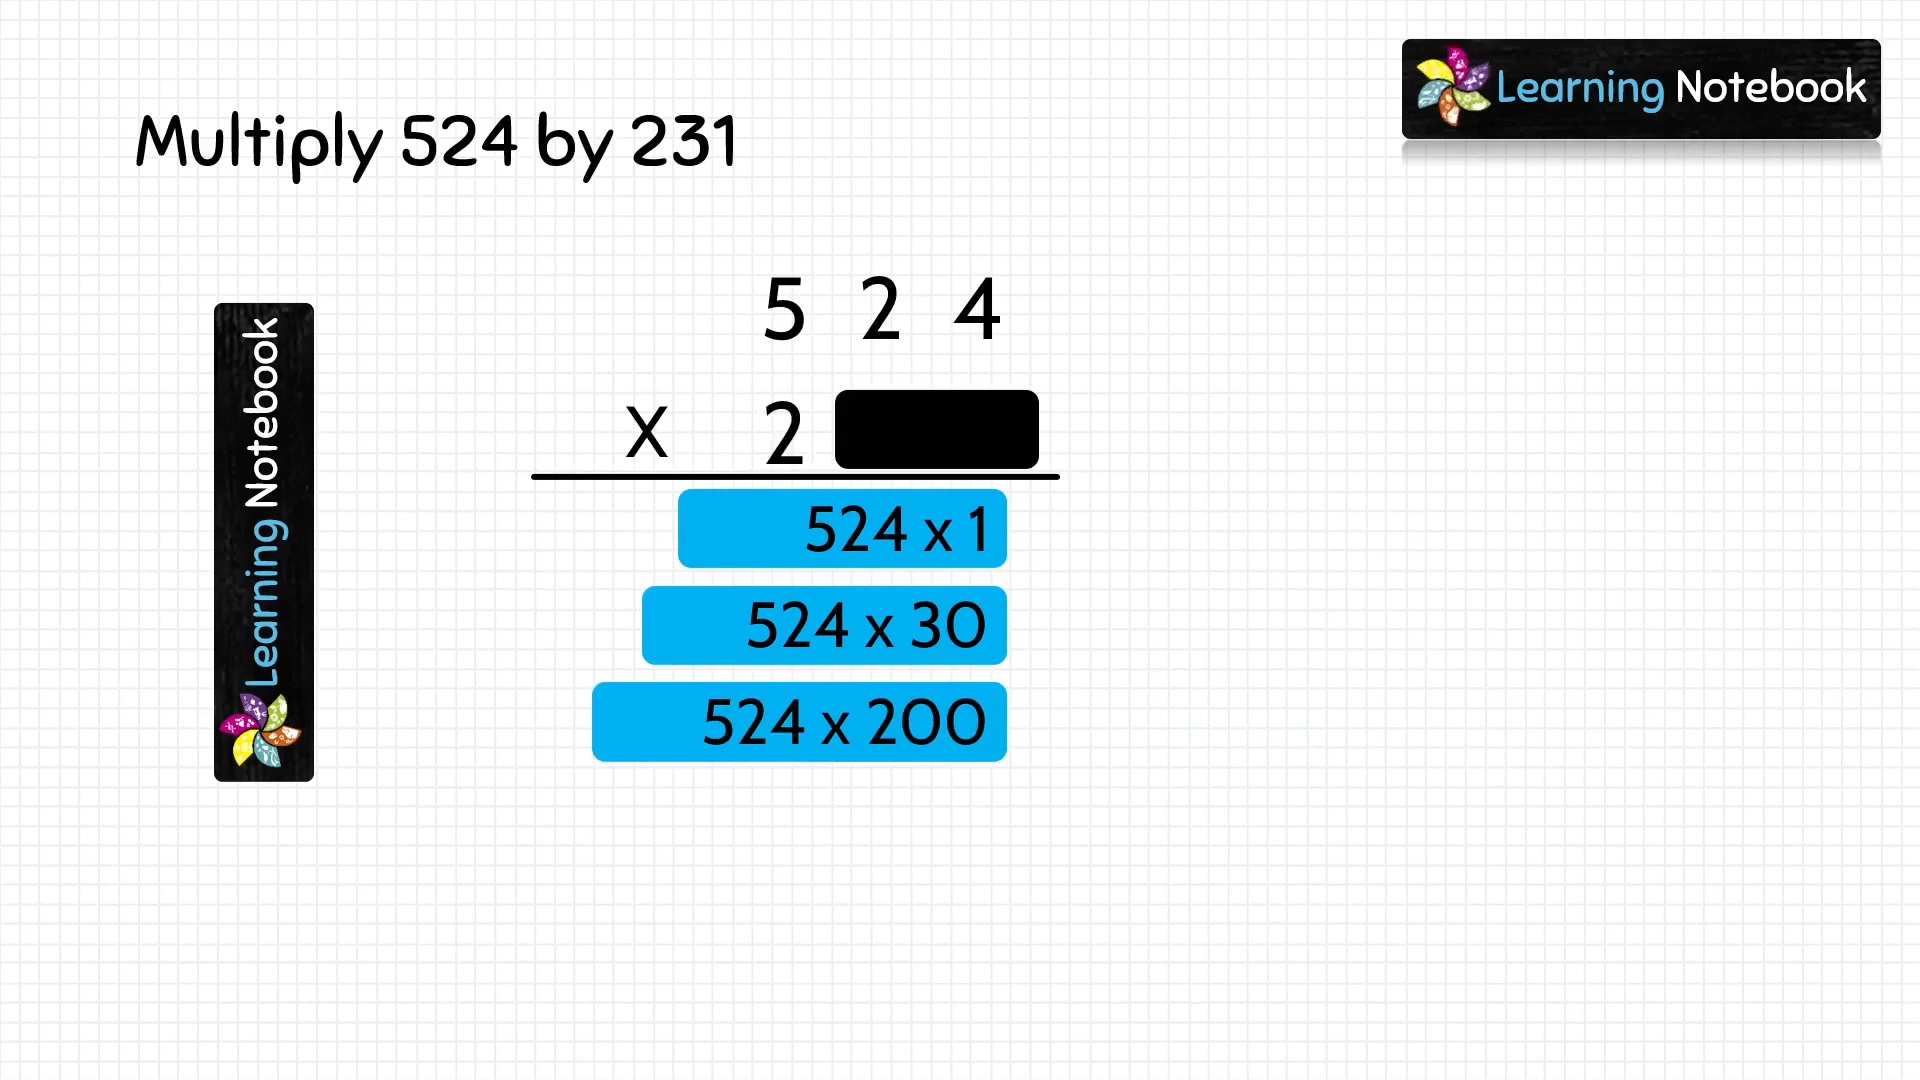 Learning Notebook
Multiply 524 by 231
5 2 4
X 2
524 x 1
524 x 30
524 x 200
Learning Notebook